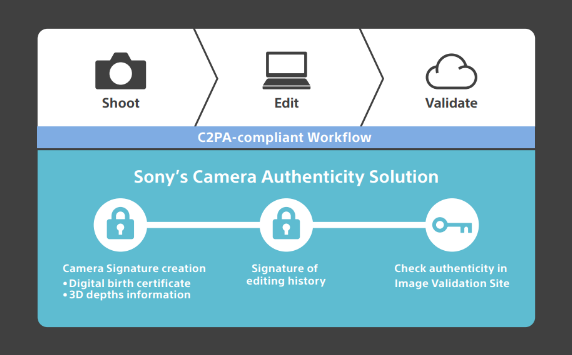 Shoot
Edit
Validate
C2PA-compliant Workflow
Sony's Camera Authenticity Solution
Camera Signature creation
•Digital birth certificate
•3D depths information
Signature of
editing history
Check authenticity in
Image Validation Site